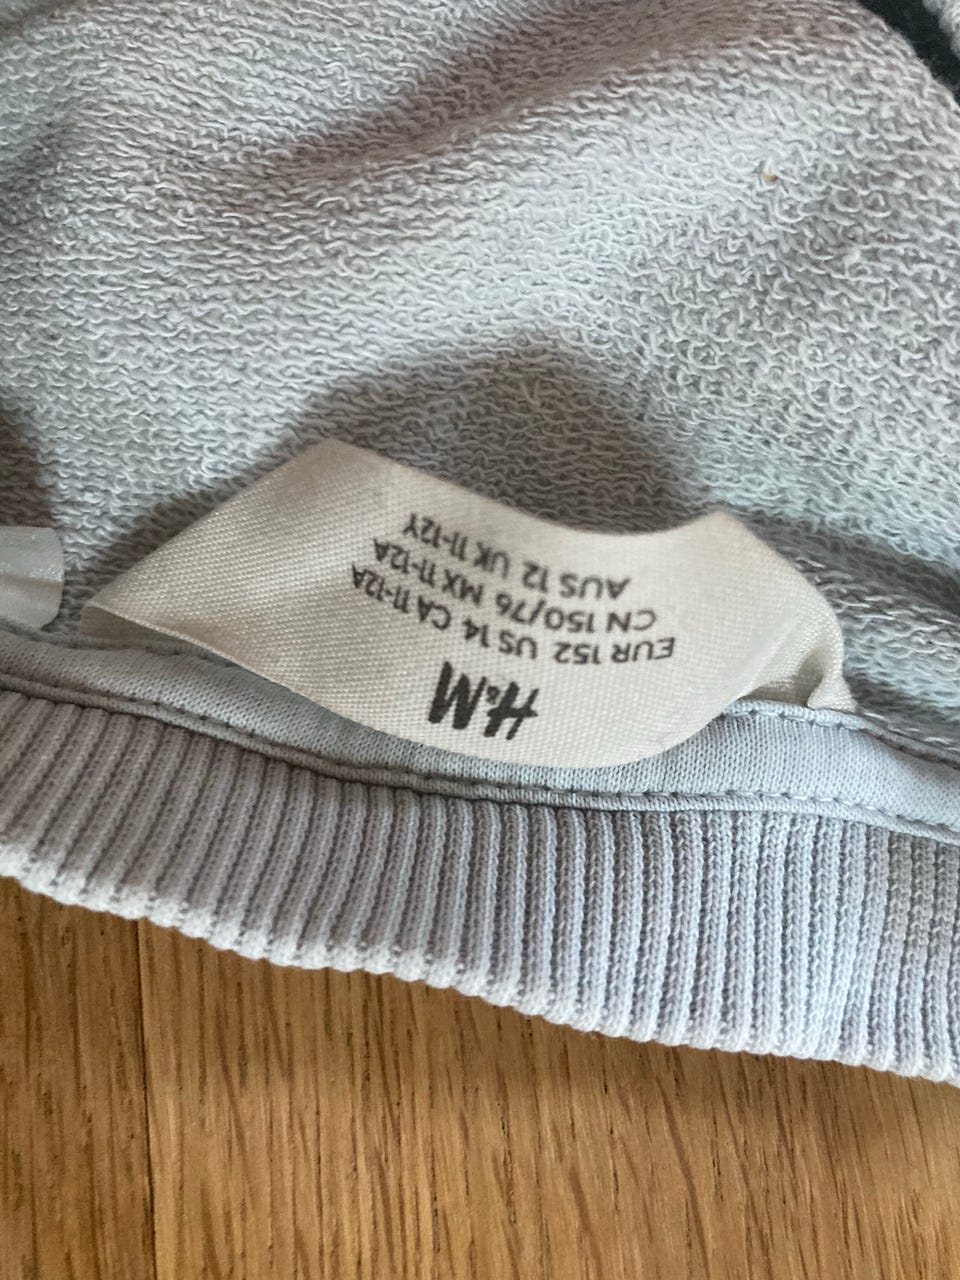 H&M
EUR 152 US 14 CA 11-12A
CN 150/76 MX 11-12A
AUS 12 UK 11-12Y